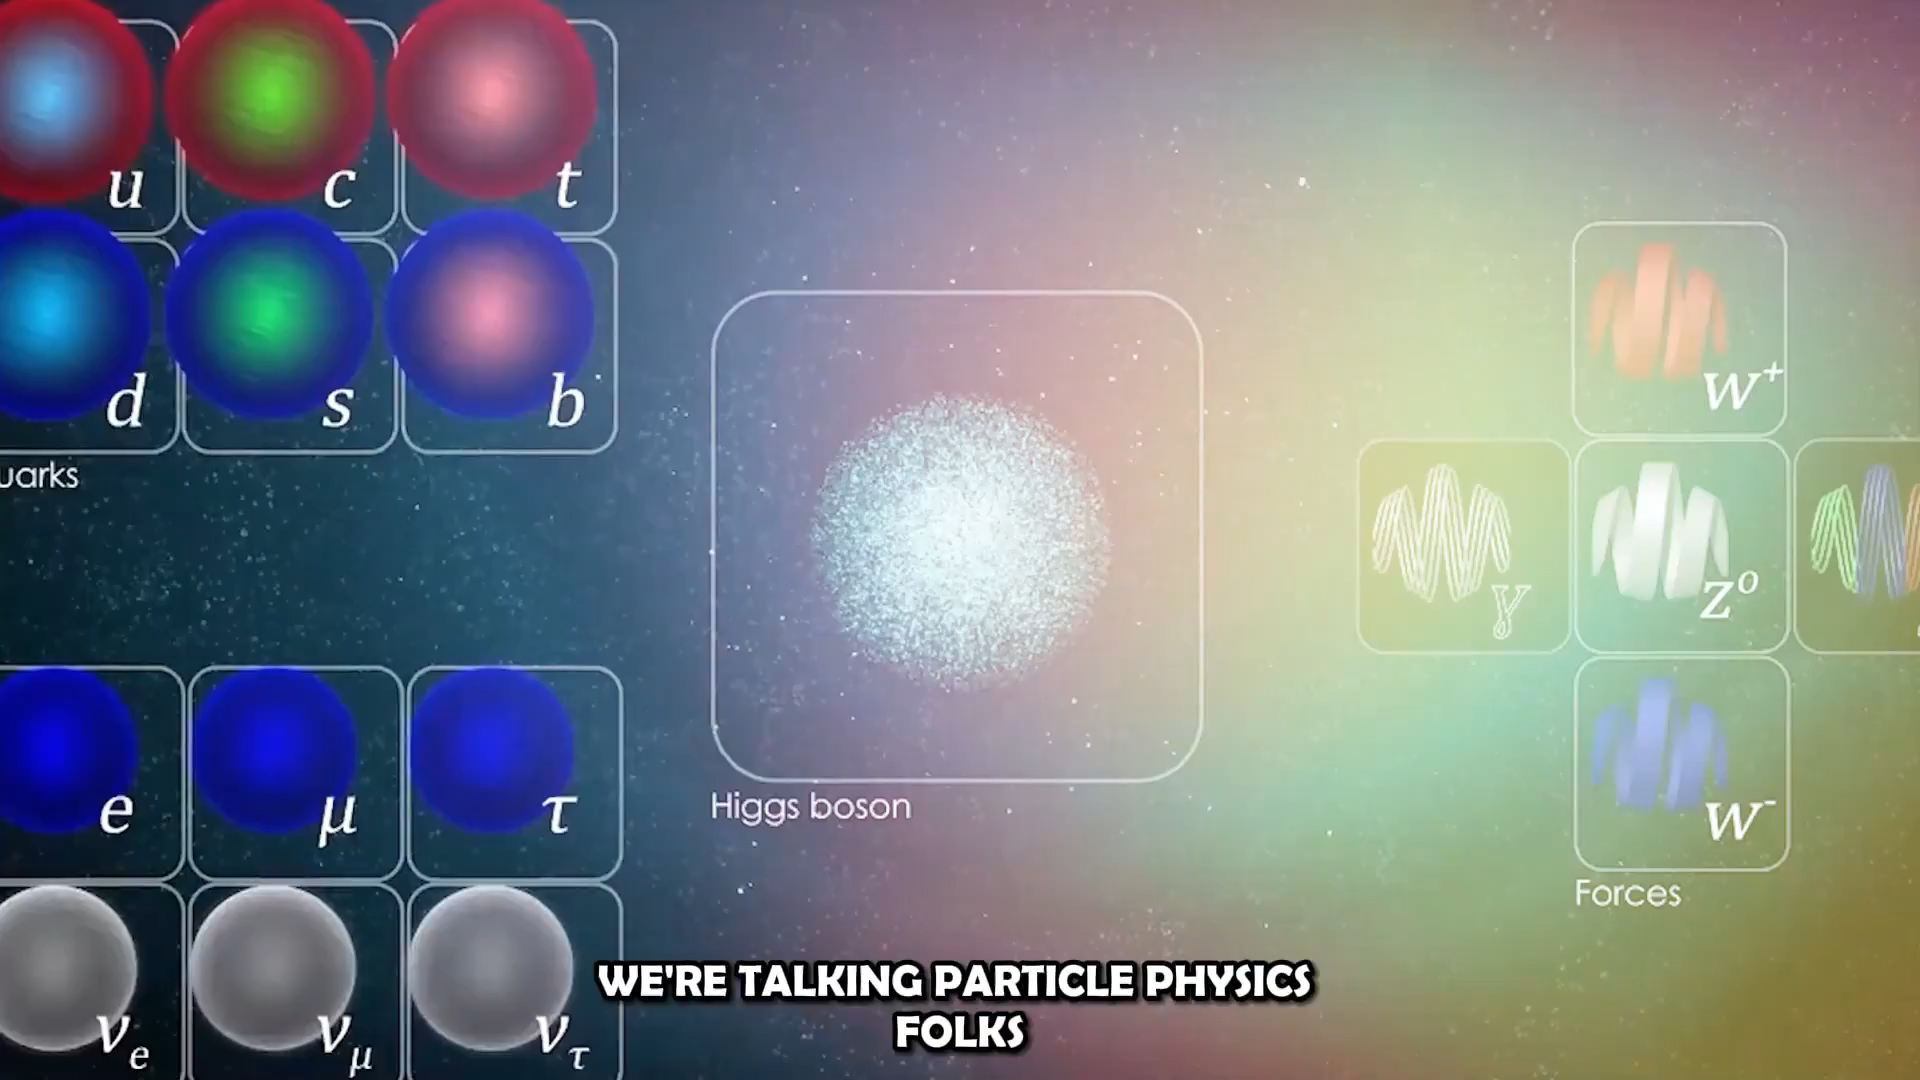 u c t
d s b
uarks
W+
γ Z⁰
W-
Forces
Higgs boson
e μ τ
νe νμ ντ
WE'RE TALKING PARTICLE PHYSICS
FOLKS